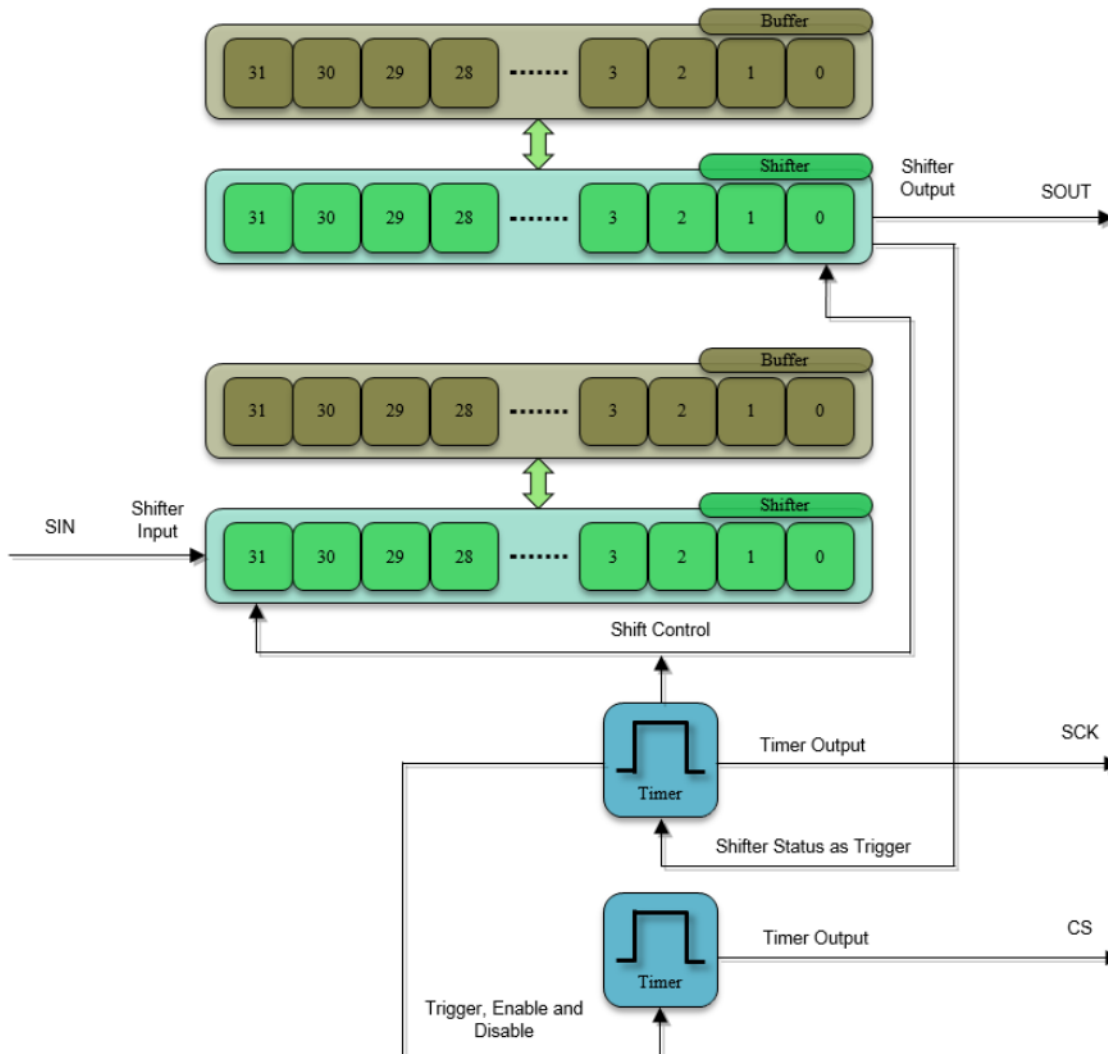 Buffer
31 30 29 28 ........ 3 2 1 0
Shifter
31 30 29 28 ........ 3 2 1 0
Shifter
Output
SOUT
Buffer
31 30 29 28 ........ 3 2 1 0
SIN
Shifter
Input
Shifter
31 30 29 28 ........ 3 2 1 0
Shift Control
Timer
Timer Output
SCK
Shifter Status as Trigger
Timer
Timer Output
CS
Trigger, Enable and
Disable